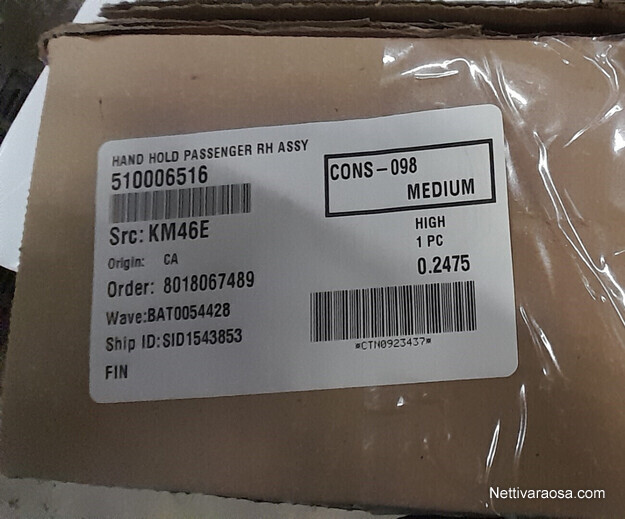 HAND HOLD PASSENGER RH ASSY
510006516
Src: KM46E
Origin: CA
Order: 8018067489
Wave:BAT0054428
Ship ID:SID1543853
FIN
CONS-098
MEDIUM
HIGH
1 PC
0.2475
*CTN0923437*
Nettivaraosa.com